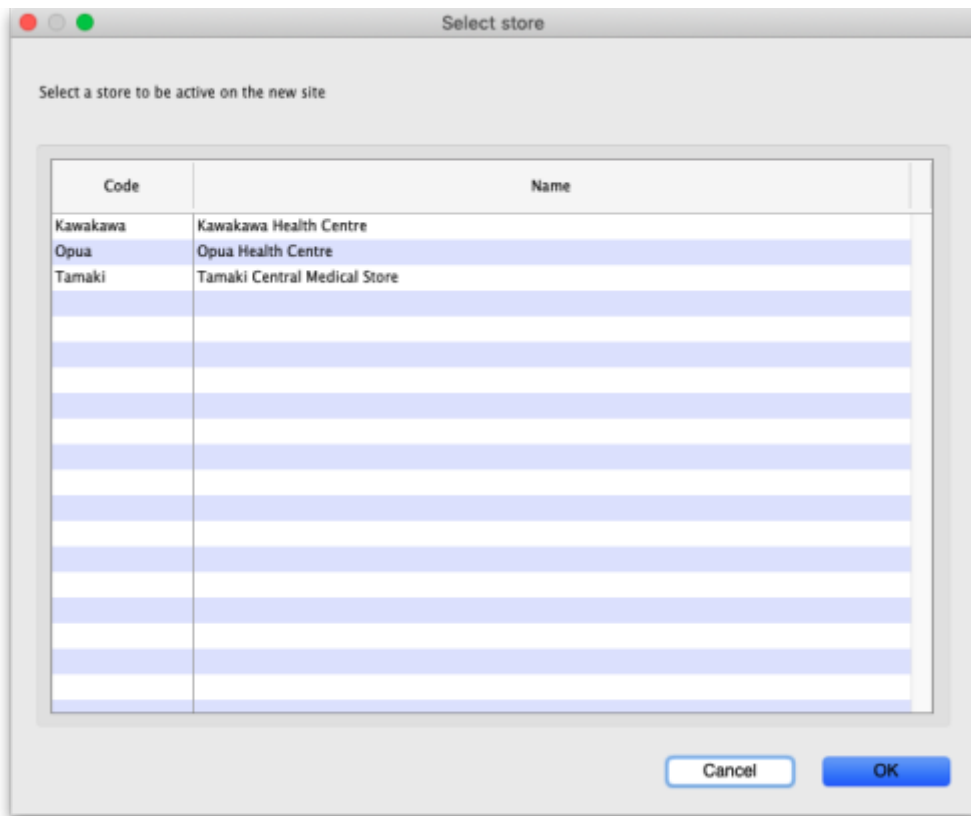 Select store
Select a store to be active on the new site
Code Name
Kawakawa Kawakawa Health Centre
Opua Opua Health Centre
Tamaki Tamaki Central Medical Store
Cancel OK